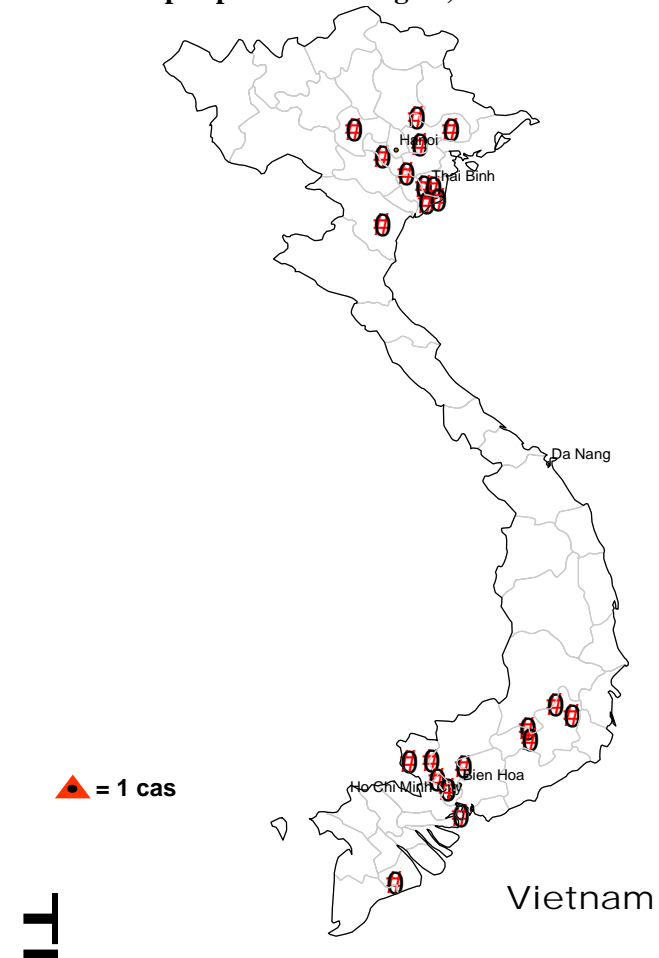 Hanoi
Thai Binh
Da Nang
Bien Hoa
Ho Chi Minh City
= 1 cas
Vietnam